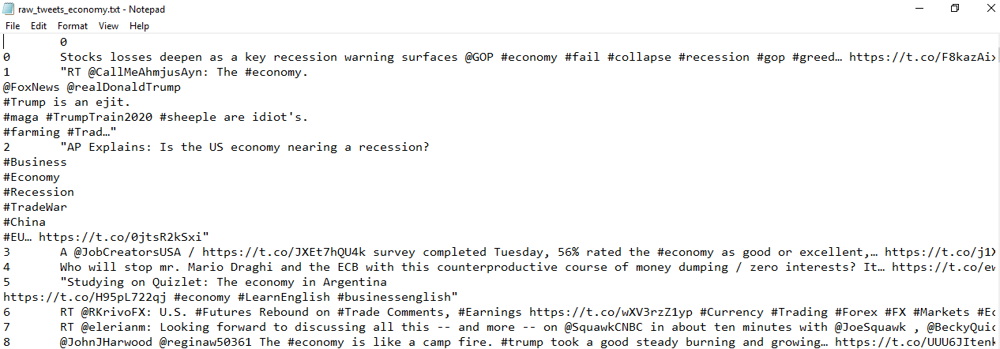 raw_tweets_economy.txt - Notepad
File Edit Format View Help
0
0 Stocks losses deepen as a key recession warning surfaces @GOP #economy #fail #collapse #recession #gop #greed… https://t.co/F8kazAix
1 "RT @CallMeAhmjusAyn: The #economy.
@FoxNews @realDonaldTrump
#Trump is an ejit.
#maga #TrumpTrain2020 #sheeple are idiot's.
#farming #Trad…"
2 "AP Explains: Is the US economy nearing a recession?
#Business
#Economy
#Recession
#TradeWar
#China
#EU… https://t.co/0jtsR2kSxi"
3 A @JobCreatorsUSA / https://t.co/JXEt7hQU4k survey completed Tuesday, 56% rated the #economy as good or excellent,… https://t.co/j1X
4 Who will stop mr. Mario Draghi and the ECB with this counterproductive course of money dumping / zero interests? It… https://t.co/ew
5 "Studying on Quizlet: The economy in Argentina
https://t.co/H95pL722qj #economy #LearnEnglish #businessenglish"
6 RT @RKrivoFX: U.S. #Futures Rebound on #Trade Comments, #Earnings https://t.co/wXV3rzZ1yp #Currency #Trading #Forex #FX #Markets #Ec
7 RT @elerianm: Looking forward to discussing all this -- and more -- on @SquawkCNBC in about ten minutes with @JoeSquawk , @BeckyQuic
8 @JohnJHarwood @reginaw50361 The #economy is like a camp fire. #trump took a good steady burning and growing… https://t.co/UUU6JItenk